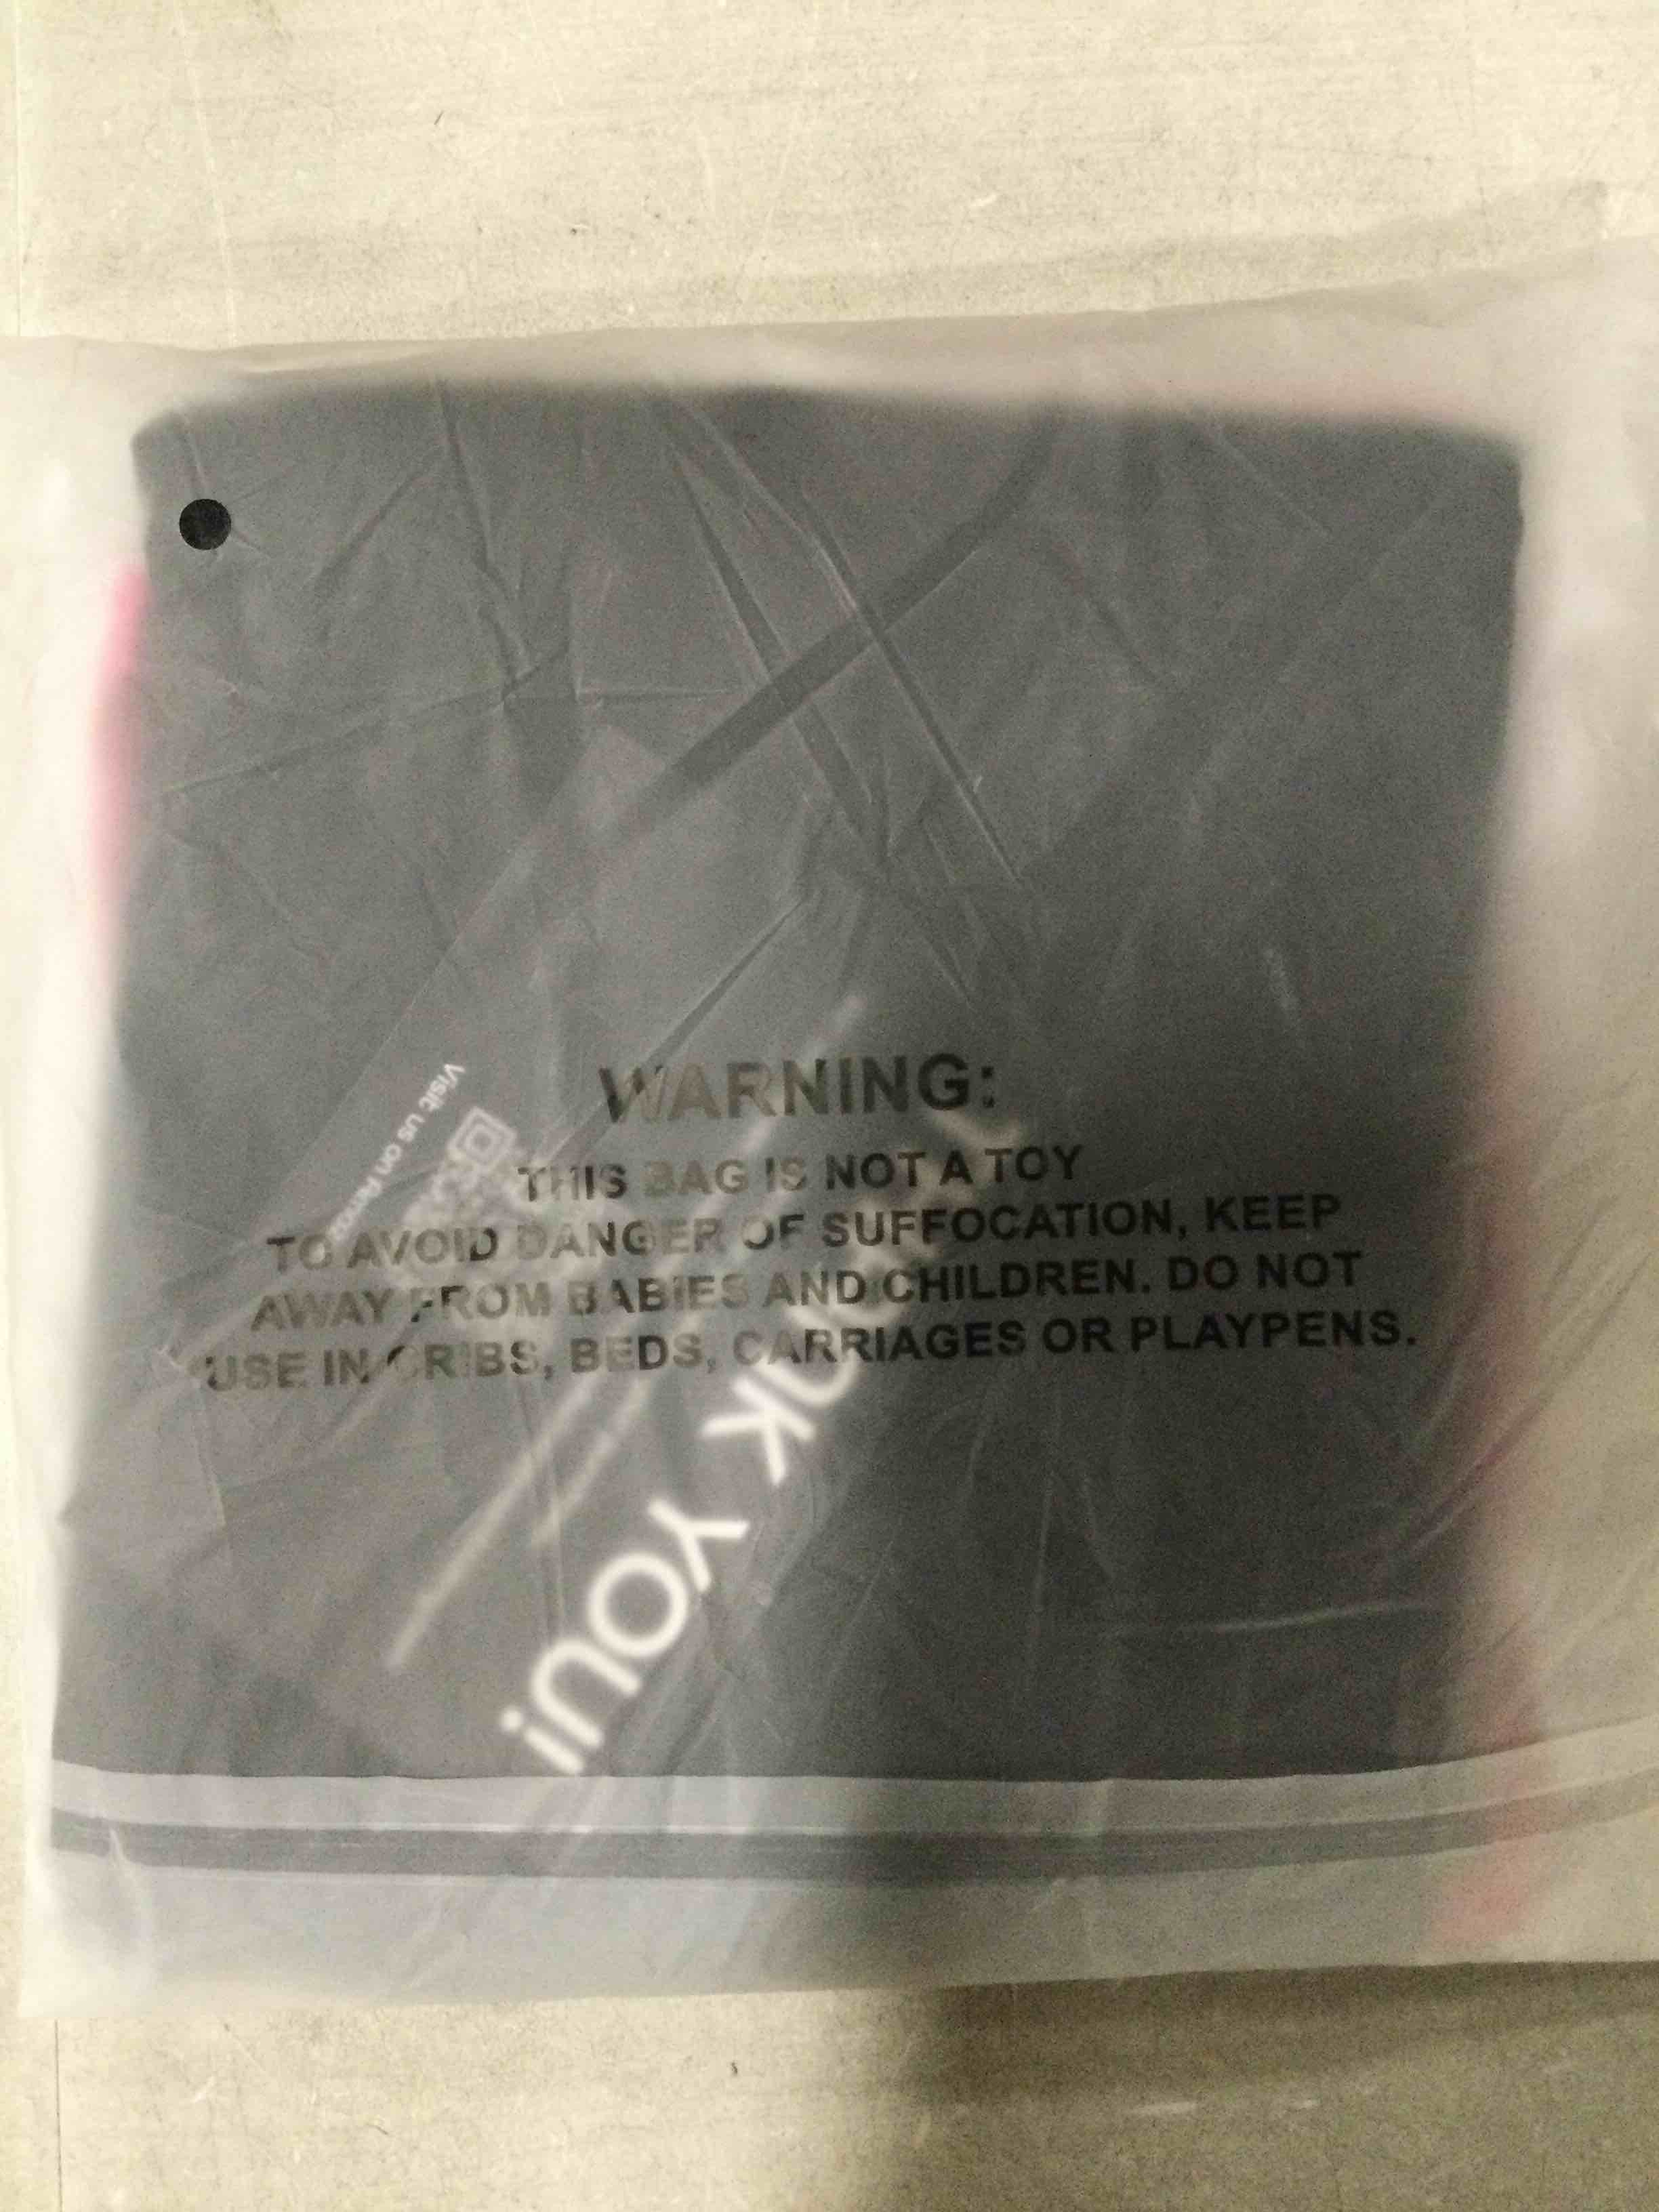 WARNING:
THIS BAG IS NOT A TOY
TO AVOID DANGER OF SUFFOCATION, KEEP
AWAY FROM BABIES AND CHILDREN. DO NOT
USE IN CRIBS, BEDS, CARRIAGES OR PLAYPENS.
Visit us on
Thank You!